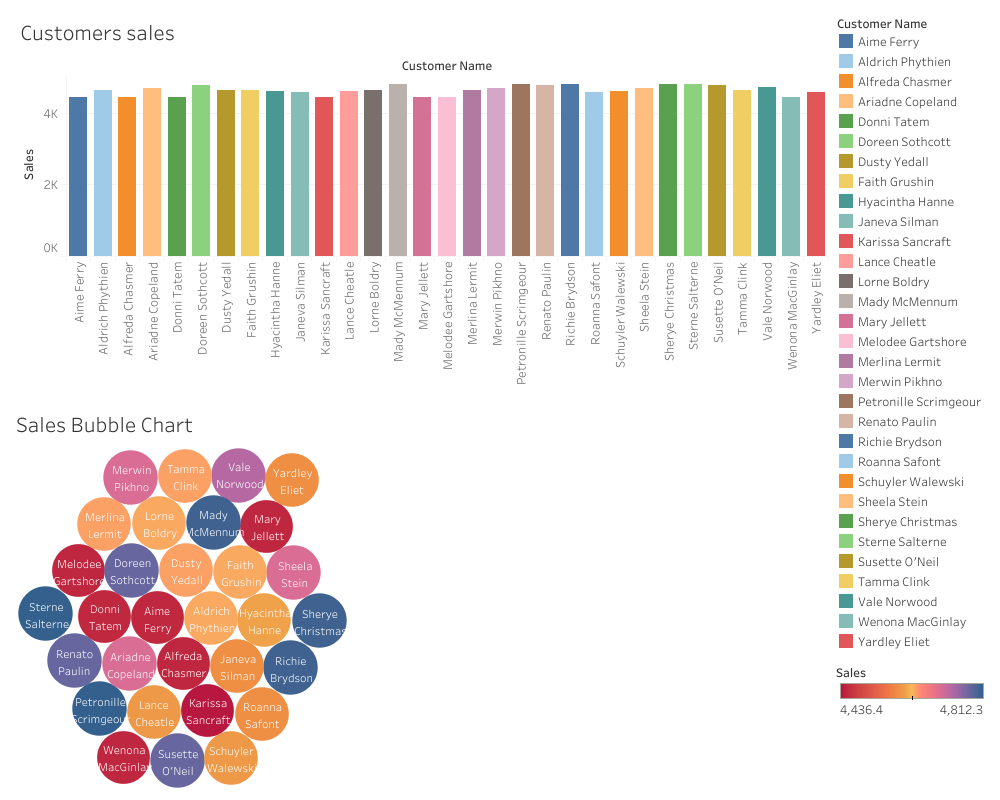 Customers sales
Customer Name
Sales
4K
2K
0K
Aime Ferry
Aldrich Phythien
Alfreda Chasmer
Ariadne Copeland
Donni Tatem
Doreen Sothcott
Dusty Yedall
Faith Grushin
Hyacintha Hanne
Janeva Silman
Karissa Sancraft
Lance Cheatle
Lorne Boldry
Mady McMennum
Mary Jellett
Melodee Gartshore
Merlina Lermit
Merwin Pikhno
Petronille Scrimgeour
Renato Paulin
Richie Brydson
Roanna Safont
Schuyler Walewski
Sheela Stein
Sherye Christmas
Sterne Salterne
Susette O'Neil
Tamma Clink
Vale Norwood
Wenona MacGinlay
Yardley Eliet
Sales Bubble Chart
Merwin
Pikhno
Tamma
Clink
Vale
Norwood
Yardley
Eliet
Merlina
Lermit
Lorne
Boldry
Mady
McMennum
Mary
Jellett
Melodee
Gartshore
Doreen
Sothcott
Dusty
Yedall
Faith
Grushin
Sheela
Stein
Sterne
Salterne
Donni
Tatem
Aime
Ferry
Aldrich
Phythien
Hyacintha
Hanne
Sherye
Christmas
Renato
Paulin
Ariadne
Copeland
Alfreda
Chasmer
Janeva
Silman
Richie
Brydson
Petronille
Scrimgeour
Lance
Cheatle
Karissa
Sancraft
Roanna
Safont
Wenona
MacGinlay
Susette
O'Neil
Schuyler
Walewski
Customer Name
Aime Ferry
Aldrich Phythien
Alfreda Chasmer
Ariadne Copeland
Donni Tatem
Doreen Sothcott
Dusty Yedall
Faith Grushin
Hyacintha Hanne
Janeva Silman
Karissa Sancraft
Lance Cheatle
Lorne Boldry
Mady McMennum
Mary Jellett
Melodee Gartshore
Merlina Lermit
Merwin Pikhno
Petronille Scrimgeour
Renato Paulin
Richie Brydson
Roanna Safont
Schuyler Walewski
Sheela Stein
Sherye Christmas
Sterne Salterne
Susette O'Neil
Tamma Clink
Vale Norwood
Wenona MacGinlay
Yardley Eliet
Sales
4,436.4
4,812.3